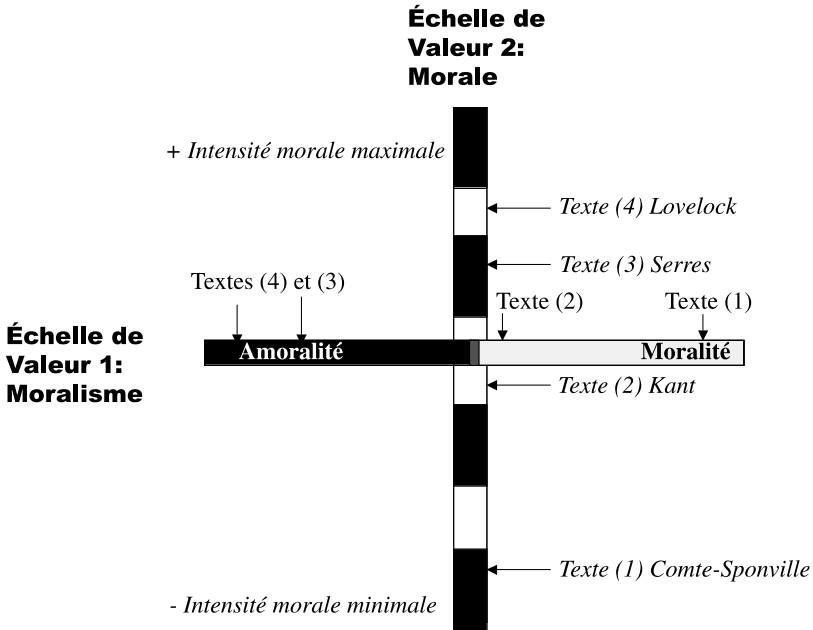 Échelle de
Valeur 2:
Morale
+ Intensité morale maximale
Texte (4) Lovelock
Texte (3) Serres
Textes (4) et (3)
Texte (2)
Texte (1)
Échelle de
Valeur 1:
Moralisme
Amoralité
Moralité
Texte (2) Kant
Texte (1) Comte-Sponville
- Intensité morale minimale